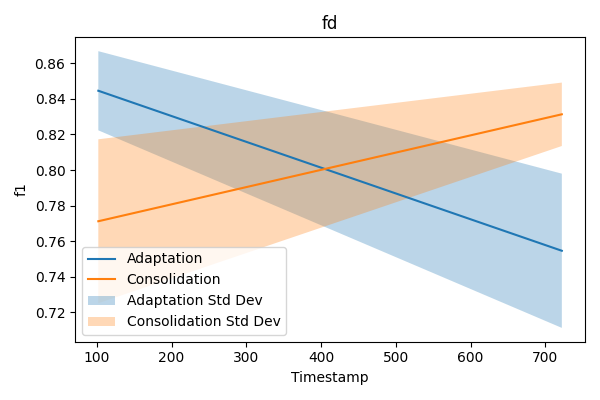 fd
f1
0.86
0.84
0.82
0.80
0.78
0.76
0.74
0.72
Adaptation
Consolidation
Adaptation Std Dev
Consolidation Std Dev
100 200 300 400 500 600 700
Timestamp